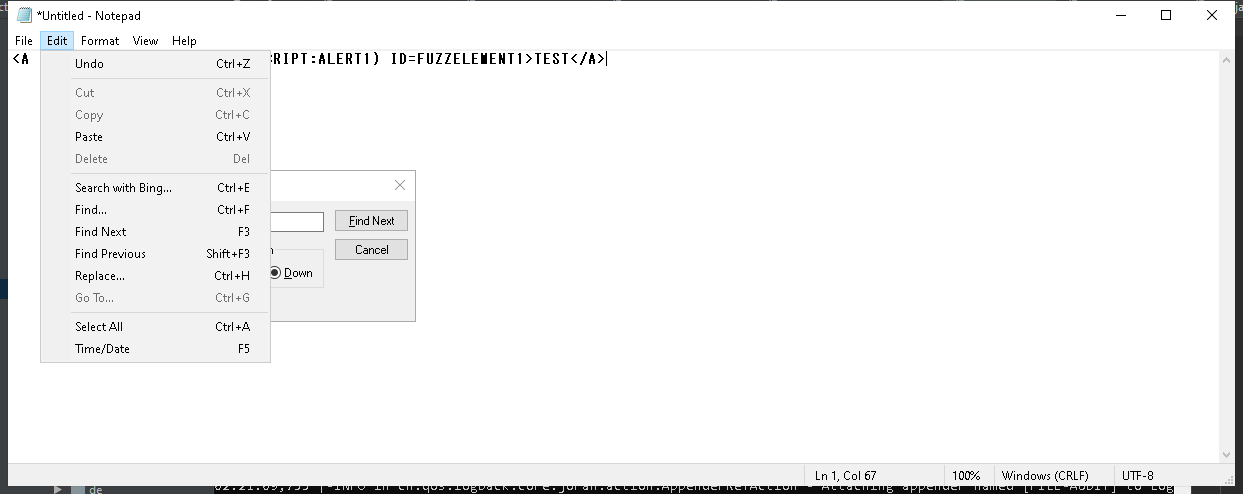 *Untitled - Notepad
File Edit Format View Help
<A RIPT:ALERT1) ID=FUZZELEMENT1>TEST</A>
Undo Ctrl+Z
Cut Ctrl+X
Copy Ctrl+C
Paste Ctrl+V
Delete Del
Search with Bing... Ctrl+E
Find... Ctrl+F
Find Next F3
Find Previous Shift+F3
Replace... Ctrl+H
Go To... Ctrl+G
Select All Ctrl+A
Time/Date F5
Find Next
Cancel
Down
Ln 1, Col 67 100% Windows (CRLF) UTF-8
de